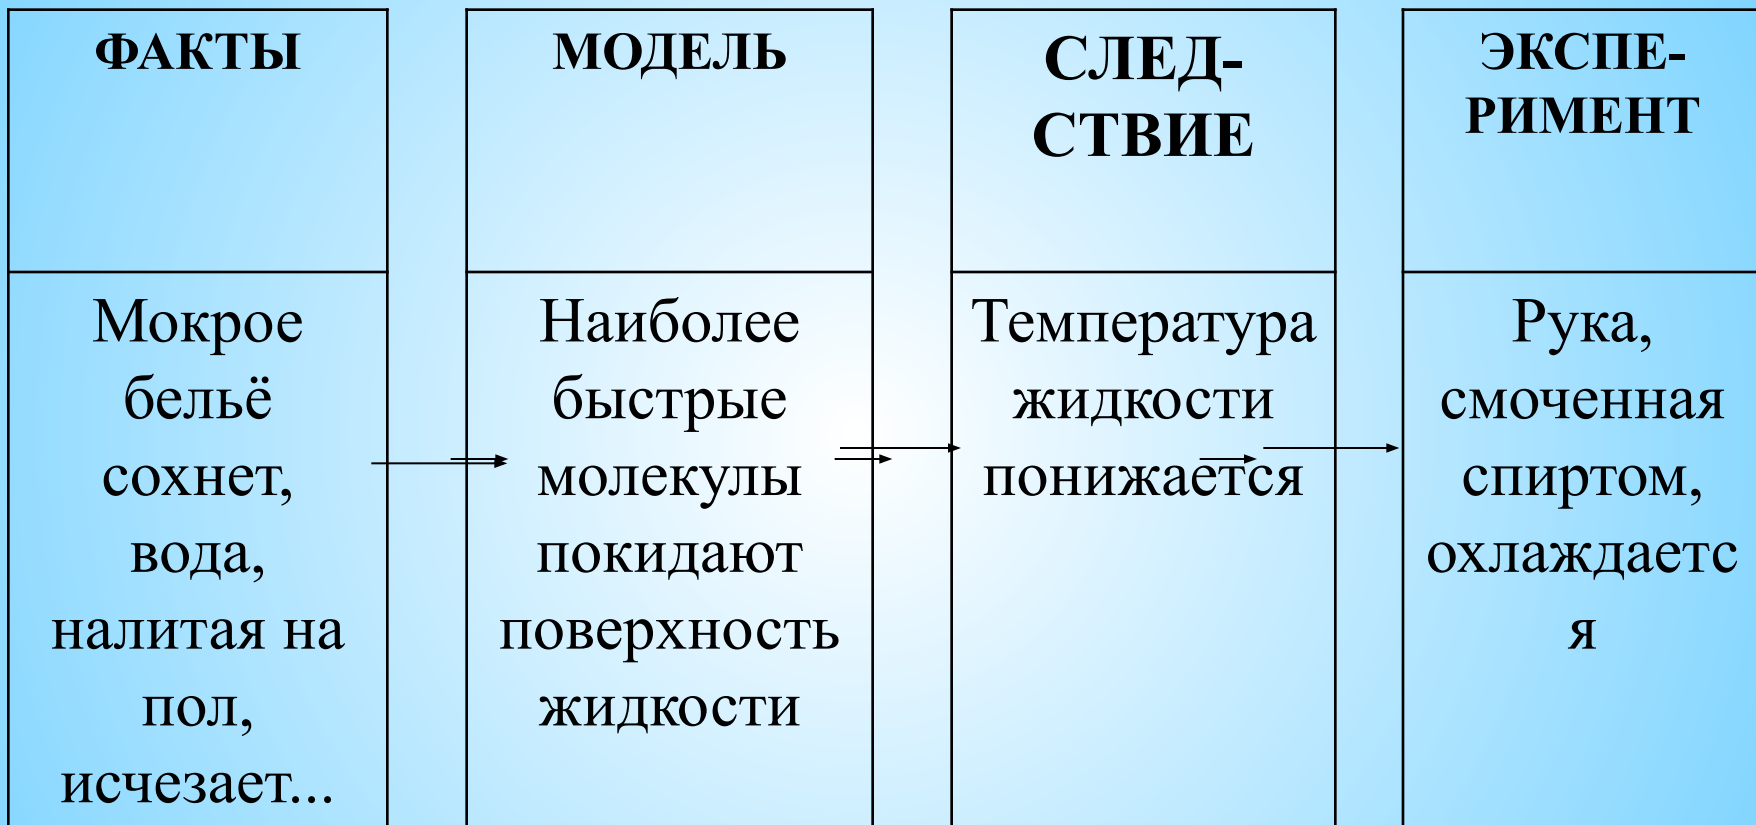 ФАКТЫ
Мокрое
бельё
сохнет,
вода,
налитая на
пол,
исчезает...
МОДЕЛЬ
Наиболее
быстрые
молекулы
покидают
поверхность
жидкости
СЛЕД-
СТВИЕ
Температура
жидкости
понижается
ЭКСПЕ-
РИМЕНТ
Рука,
смоченная
спиртом,
охлаждаетс
я